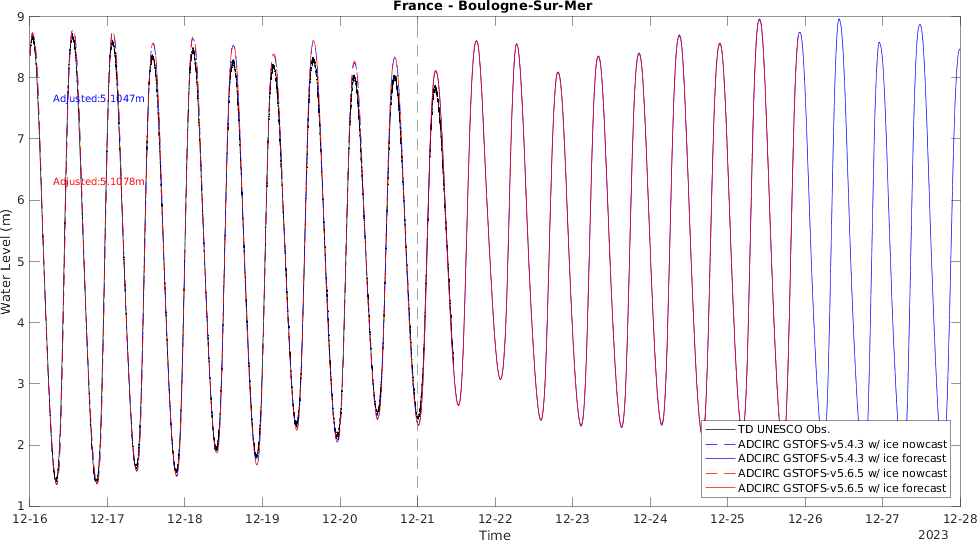 France - Boulogne-Sur-Mer
9
8
7
6
5
4
3
2
1
Water Level (m)
Adjusted:5.1047m
Adjusted:5.1078m
TD UNESCO Obs.
ADCIRC GSTOFS-v5.4.3 w/ ice nowcast
ADCIRC GSTOFS-v5.4.3 w/ ice forecast
ADCIRC GSTOFS-v5.6.5 w/ ice nowcast
ADCIRC GSTOFS-v5.6.5 w/ ice forecast
12-16 12-17 12-18 12-19 12-20 12-21 12-22 12-23 12-24 12-25 12-26 12-27 12-28
Time
2023